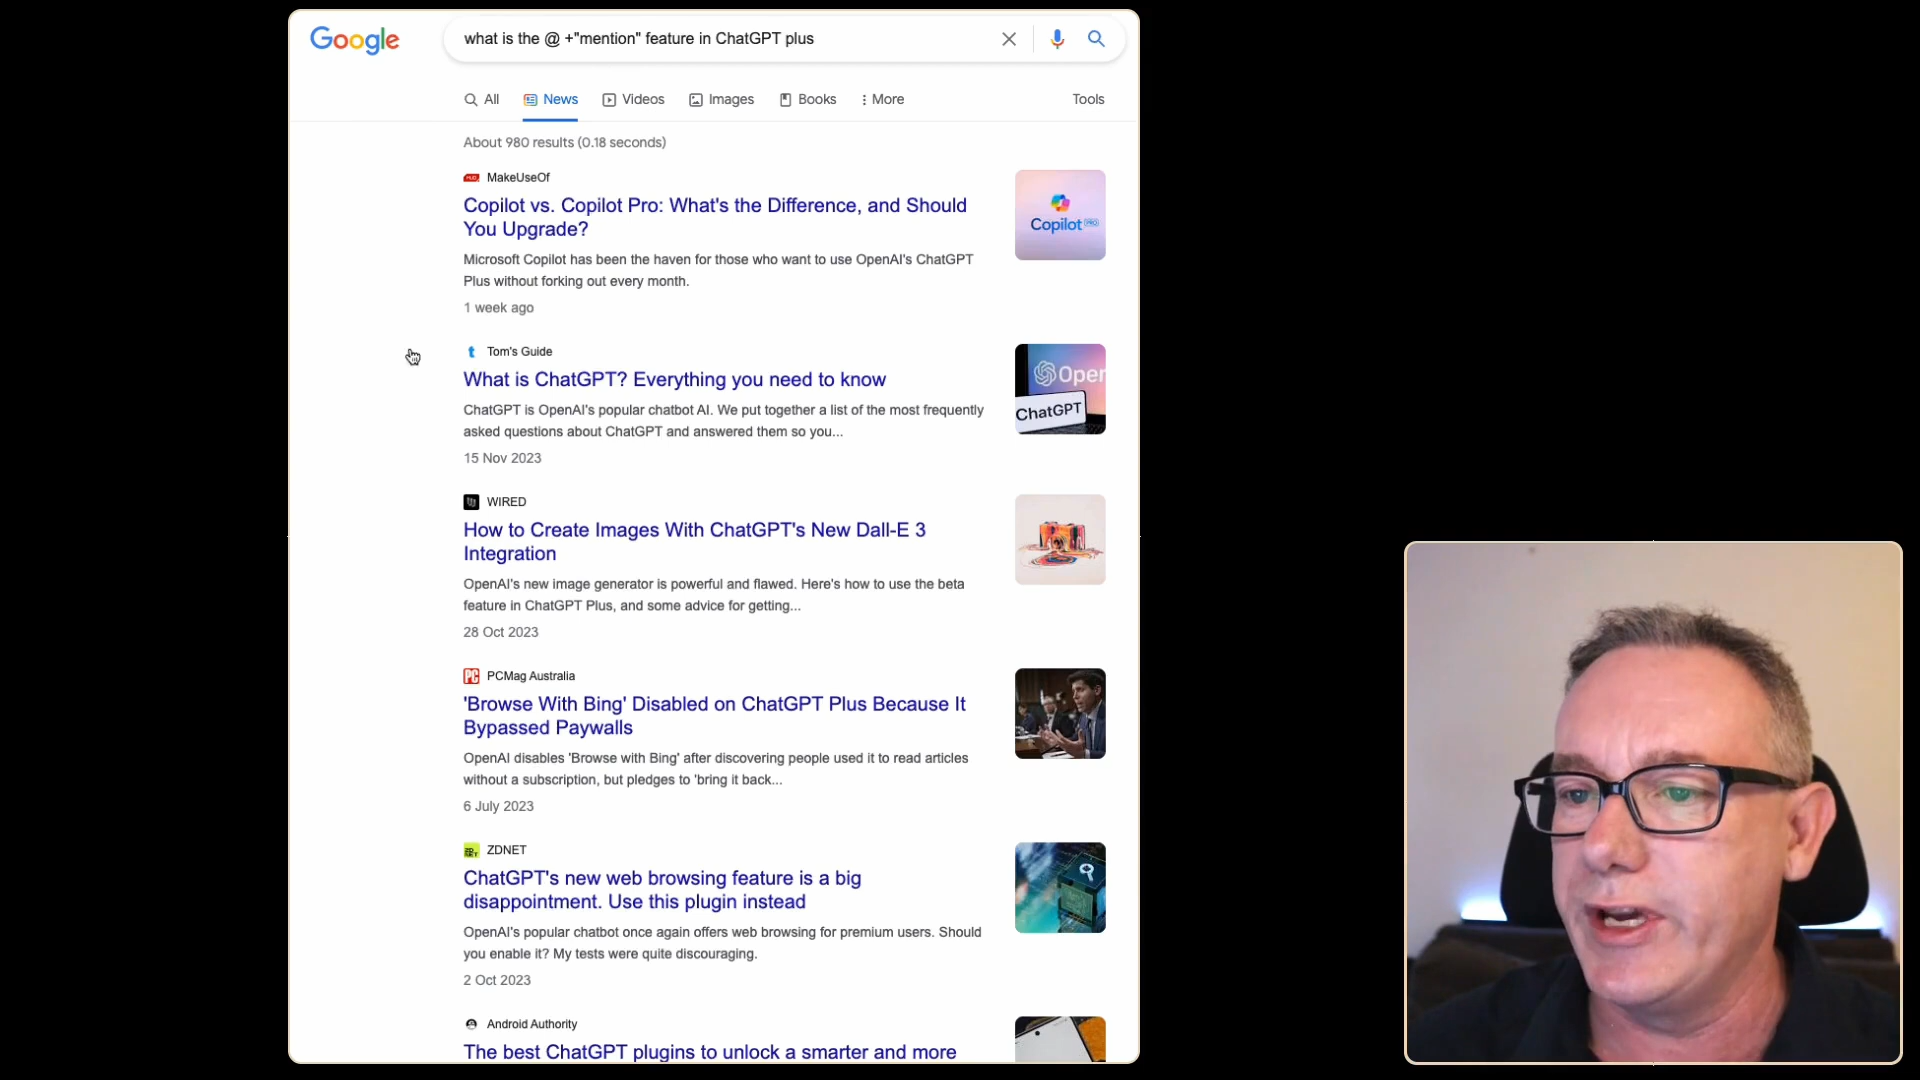 Google
what is the @ +"mention" feature in ChatGPT plus
All
News
Videos
Images
Books
More
Tools
About 980 results (0.18 seconds)
MakeUseOf
Copilot vs. Copilot Pro: What's the Difference, and Should
You Upgrade?
Microsoft Copilot has been the haven for those who want to use OpenAI's ChatGPT
Plus without forking out every month.
1 week ago
Copilot PRO
Tom's Guide
What is ChatGPT? Everything you need to know
ChatGPT is OpenAI's popular chatbot AI. We put together a list of the most frequently
asked questions about ChatGPT and answered them so you...
15 Nov 2023
Open
ChatGPT
WIRED
How to Create Images With ChatGPT's New Dall-E 3
Integration
OpenAI's new image generator is powerful and flawed. Here's how to use the beta
feature in ChatGPT Plus, and some advice for getting...
28 Oct 2023
PCMag Australia
'Browse With Bing' Disabled on ChatGPT Plus Because It
Bypassed Paywalls
OpenAI disables 'Browse with Bing' after discovering people used it to read articles
without a subscription, but pledges to 'bring it back...
6 July 2023
ZDNET
ChatGPT's new web browsing feature is a big
disappointment. Use this plugin instead
OpenAI's popular chatbot once again offers web browsing for premium users. Should
you enable it? My tests were quite discouraging.
2 Oct 2023
Android Authority
The best ChatGPT plugins to unlock a smarter and more